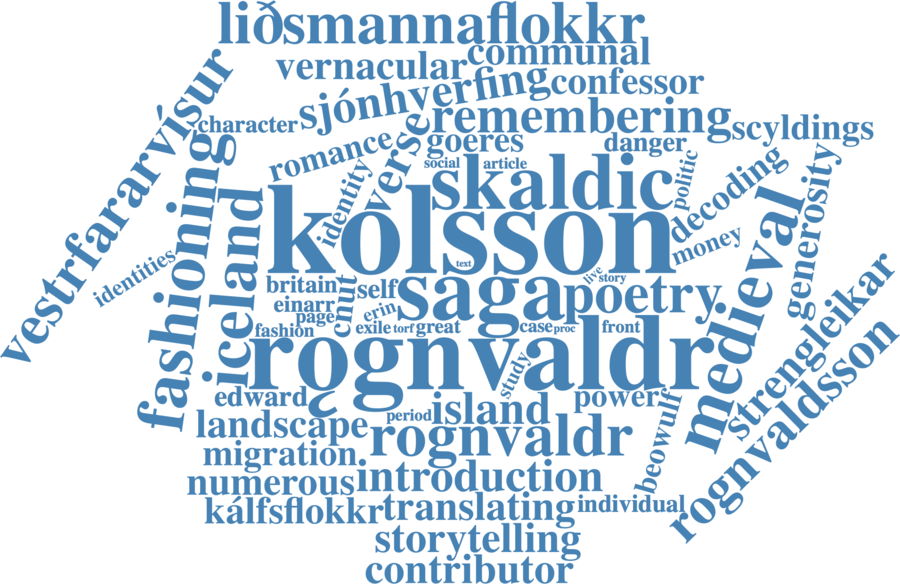 liðsmannaflokkr
communal
vernacular
sjónhverfing
confessor
vestrfararvísur
character
remembering
scyldings
verse
goeres
danger
romance
social
article
politic
identity
skaldic
decoding
generosity
fashioning
iceland
kolsson
money
medieval
identities
text
live
story
britain
self
saga
poetry
einarr
page
cnut
erin
fashion
exile
torf
great
case
proc
front
strengleikar
rǫgnvaldr
study
edward
power
beowulf
rognvaldsson
landscape
period
island
rognvaldr
migration
numerous
introduction
kálfsflokkr
translating
individual
storytelling
contributor